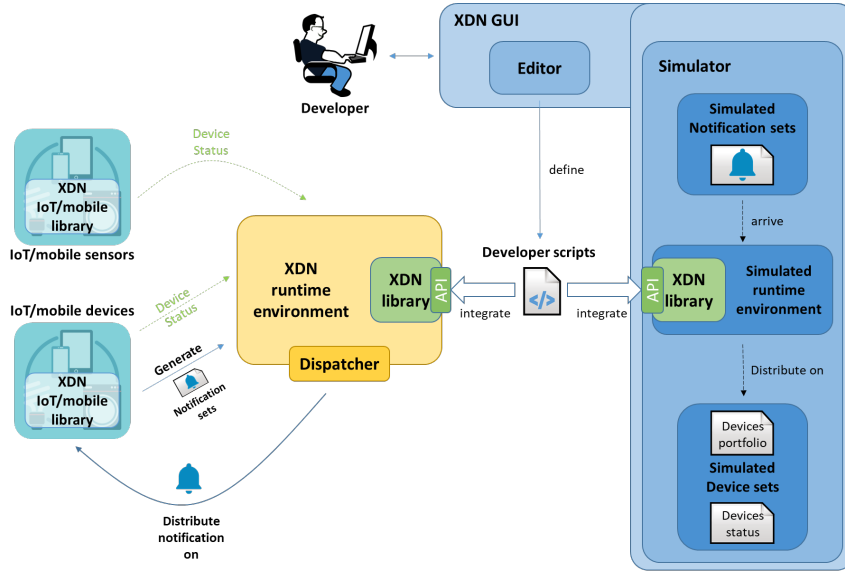 XDN GUI
Editor
Developer
Simulator
Simulated
Notification sets
Device
Status
define
XDN
IoT/mobile
library
IoT/mobile sensors
arrive
XDN
runtime
environment
XDN
library
API
Developer scripts
</>
integrate
integrate
API
XDN
library
Simulated
runtime
environment
IoT/mobile devices
Device
Status
XDN
IoT/mobile
library
Generate
Notification
sets
Dispatcher
Distribute on
Devices
portfolio
Simulated
Device sets
Devices
status
Distribute
notification
on